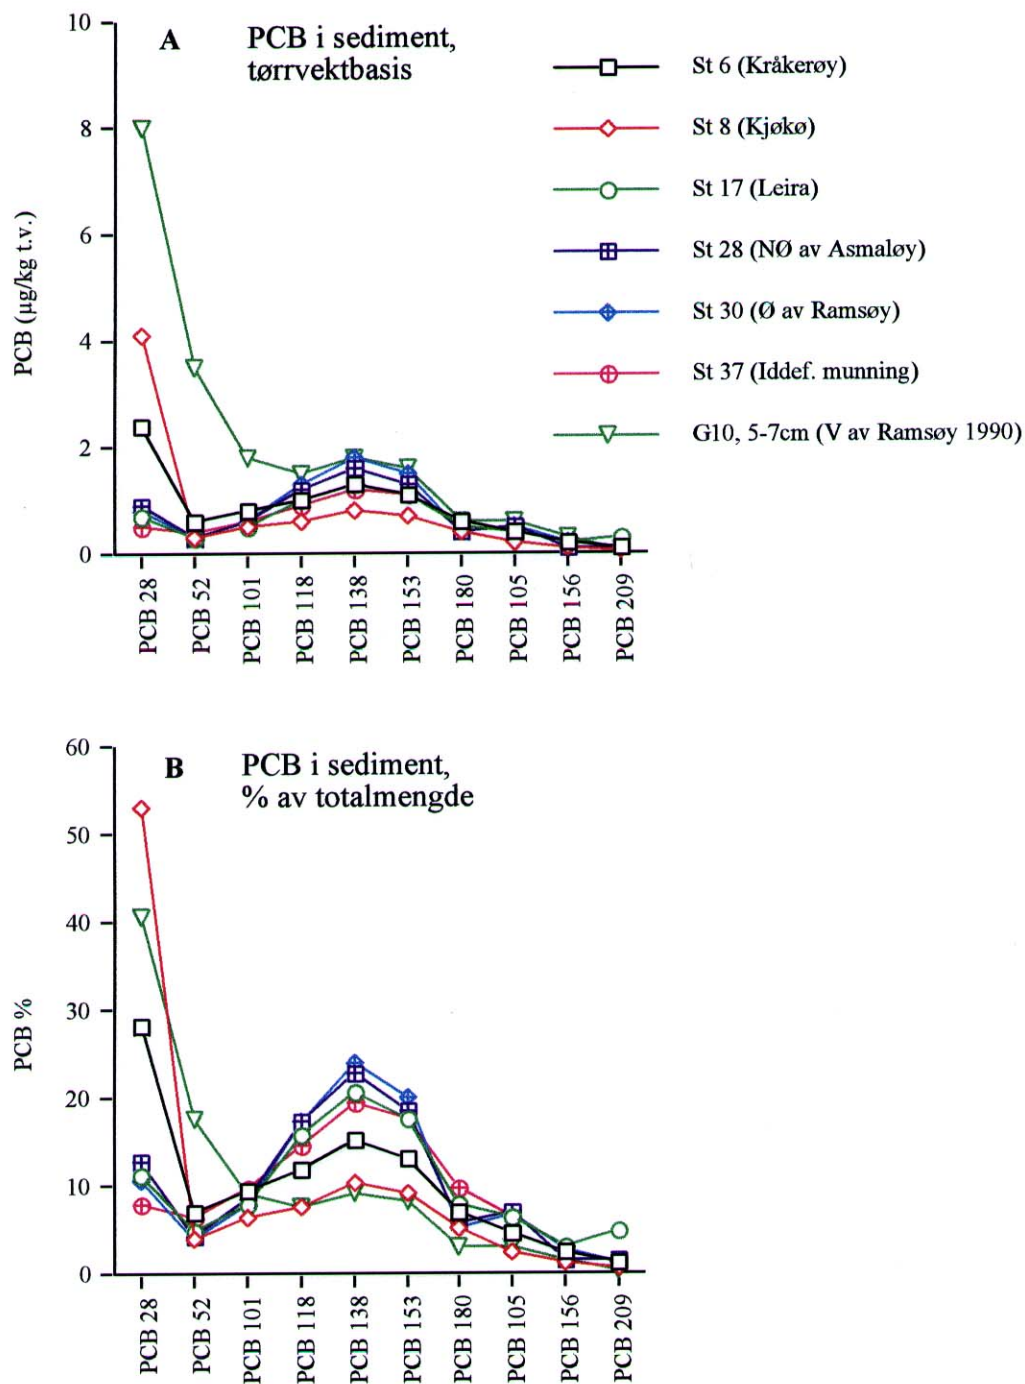 A
PCB i sediment,
tørrvektbasis
PCB (µg/kg t.v.)
10
8
6
4
2
0
PCB 28
PCB 52
PCB 101
PCB 118
PCB 138
PCB 153
PCB 180
PCB 105
PCB 156
PCB 209
St 6 (Kråkerøy)
St 8 (Kjøkø)
St 17 (Leira)
St 28 (NØ av Asmaløy)
St 30 (Ø av Ramsøy)
St 37 (Iddef. munning)
G10, 5-7cm (V av Ramsøy 1990)
B
PCB i sediment,
% av totalmengde
PCB %
60
50
40
30
20
10
0
PCB 28
PCB 52
PCB 101
PCB 118
PCB 138
PCB 153
PCB 180
PCB 105
PCB 156
PCB 209